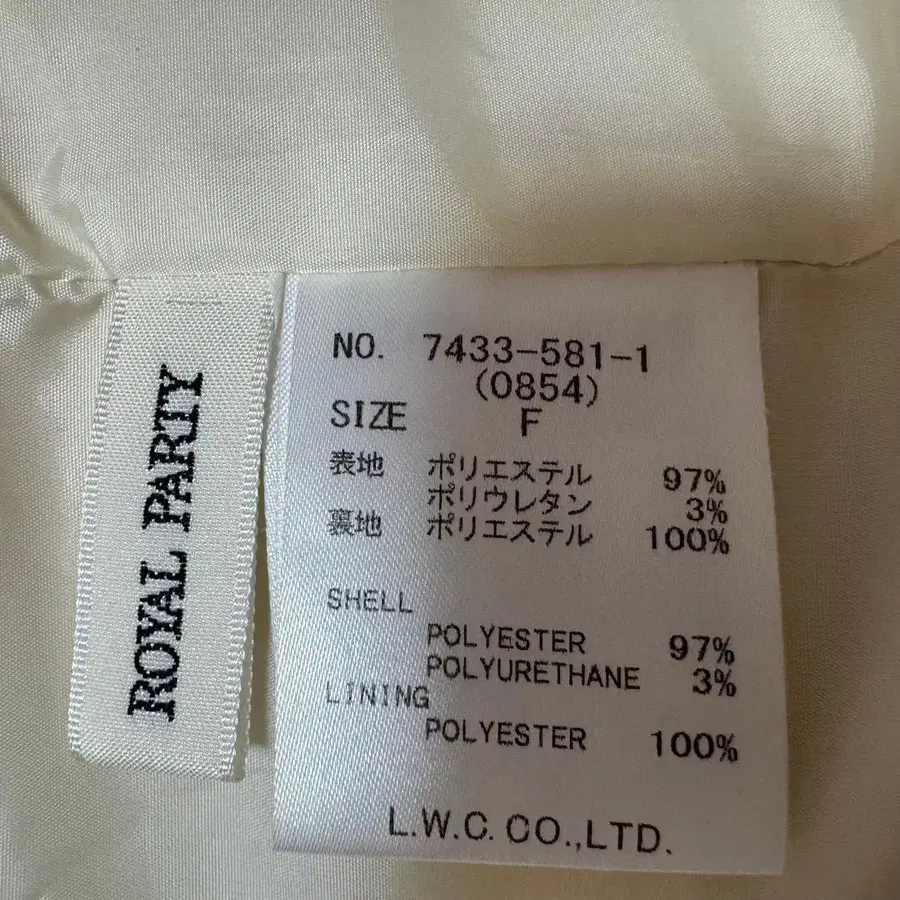 ROYAL PARTY
NO. 7433-581-1
(0854)
SIZE F
表地 ポリエステル 97%
ポリウレタン 3%
裏地 ポリエステル 100%
SHELL
POLYESTER 97%
POLYURETHANE 3%
LINING
POLYESTER 100%
L.W.C. CO.,LTD.